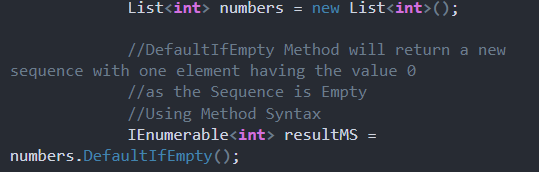 List<int> numbers = new List<int>();
//DefaultIfEmpty Method will return a new
sequence with one element having the value 0
//as the Sequence is Empty
//Using Method Syntax
IEnumerable<int> resultMS =
numbers.DefaultIfEmpty();